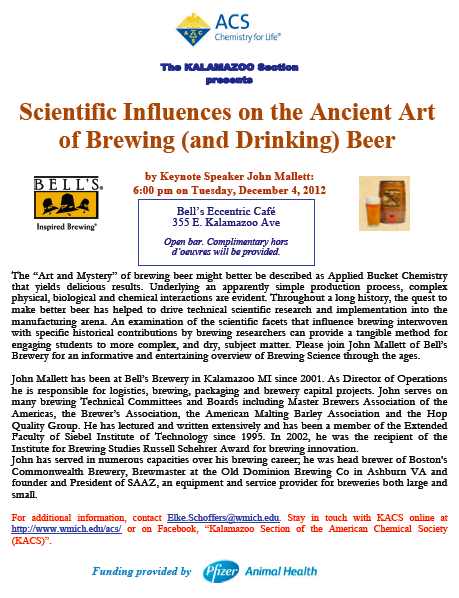 ACS
Chemistry for Life®
The KALAMAZOO Section
presents
Scientific Influences on the Ancient Art
of Brewing (and Drinking) Beer
by Keynote Speaker John Mallett:
6:00 pm on Tuesday, December 4, 2012
BELL'S®
Inspired Brewing®
Bell's Eccentric Café
355 E. Kalamazoo Ave
Open bar. Complimentary hors
d'oeuvres will be provided.
The “Art and Mystery” of brewing beer might better be described as Applied Bucket Chemistry
that yields delicious results. Underlying an apparently simple production process, complex
physical, biological and chemical interactions are evident. Throughout a long history, the quest to
make better beer has helped to drive technical scientific research and implementation into the
manufacturing arena. An examination of the scientific facets that influence brewing interwoven
with specific historical contributions by brewing researchers can provide a tangible method for
engaging students to more complex, and dry, subject matter. Please join John Mallett of Bell's
Brewery for an informative and entertaining overview of Brewing Science through the ages.
John Mallett has been at Bell's Brewery in Kalamazoo MI since 2001. As Director of Operations
he is responsible for logistics, brewing, packaging and brewery capital projects. John serves on
many brewing Technical Committees and Boards including Master Brewers Association of the
Americas, the Brewer's Association, the American Malting Barley Association and the Hop
Quality Group. He has lectured and written extensively and has been a member of the Extended
Faculty of Siebel Institute of Technology since 1995. In 2002, he was the recipient of the
Institute for Brewing Studies Russell Schehrer Award for brewing innovation.
John has served in numerous capacities over his brewing career; he was head brewer of Boston's
Commonwealth Brewery, Brewmaster at the Old Dominion Brewing Co in Ashburn VA and
founder and President of SAAZ, an equipment and service provider for breweries both large and
small.
For additional information, contact Elke.Schoffers@wmich.edu. Stay in touch with KACS online at
http://www.wmich.edu/acs/ or on Facebook, “Kalamazoo Section of the American Chemical Society
(KACS)”.
Funding provided by Pfizer Animal Health